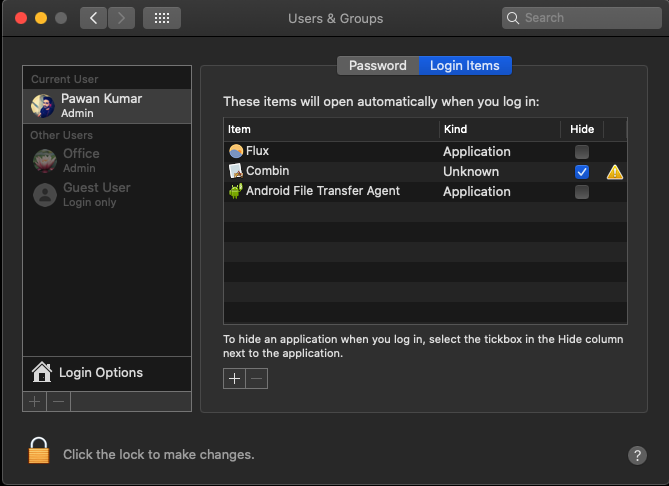 Users & Groups
Search
Password
Login Items
Current User
Pawan Kumar
Admin
Other Users
Office
Admin
Guest User
Login only
Login Options
These items will open automatically when you log in:
Item Kind Hide
Flux Application
Combin Unknown
Android File Transfer Agent Application
To hide an application when you log in, select the tickbox in the Hide column
next to the application.
Click the lock to make changes.
?